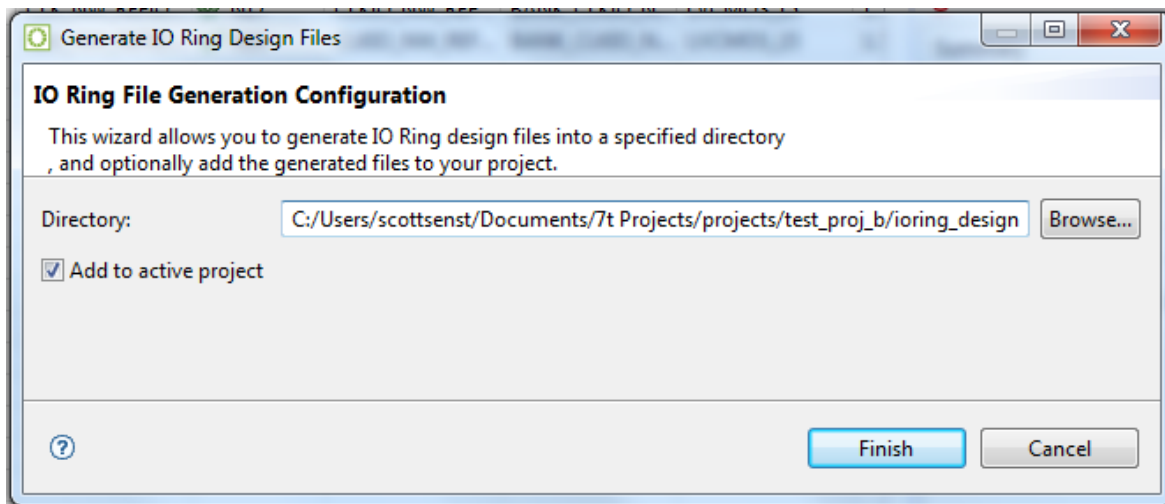 Generate IO Ring Design Files
IO Ring File Generation Configuration
This wizard allows you to generate IO Ring design files into a specified directory
, and optionally add the generated files to your project.
Directory:
C:/Users/scottsenst/Documents/7t Projects/projects/test_proj_b/ioring_design
Browse...
Add to active project
?
Finish
Cancel